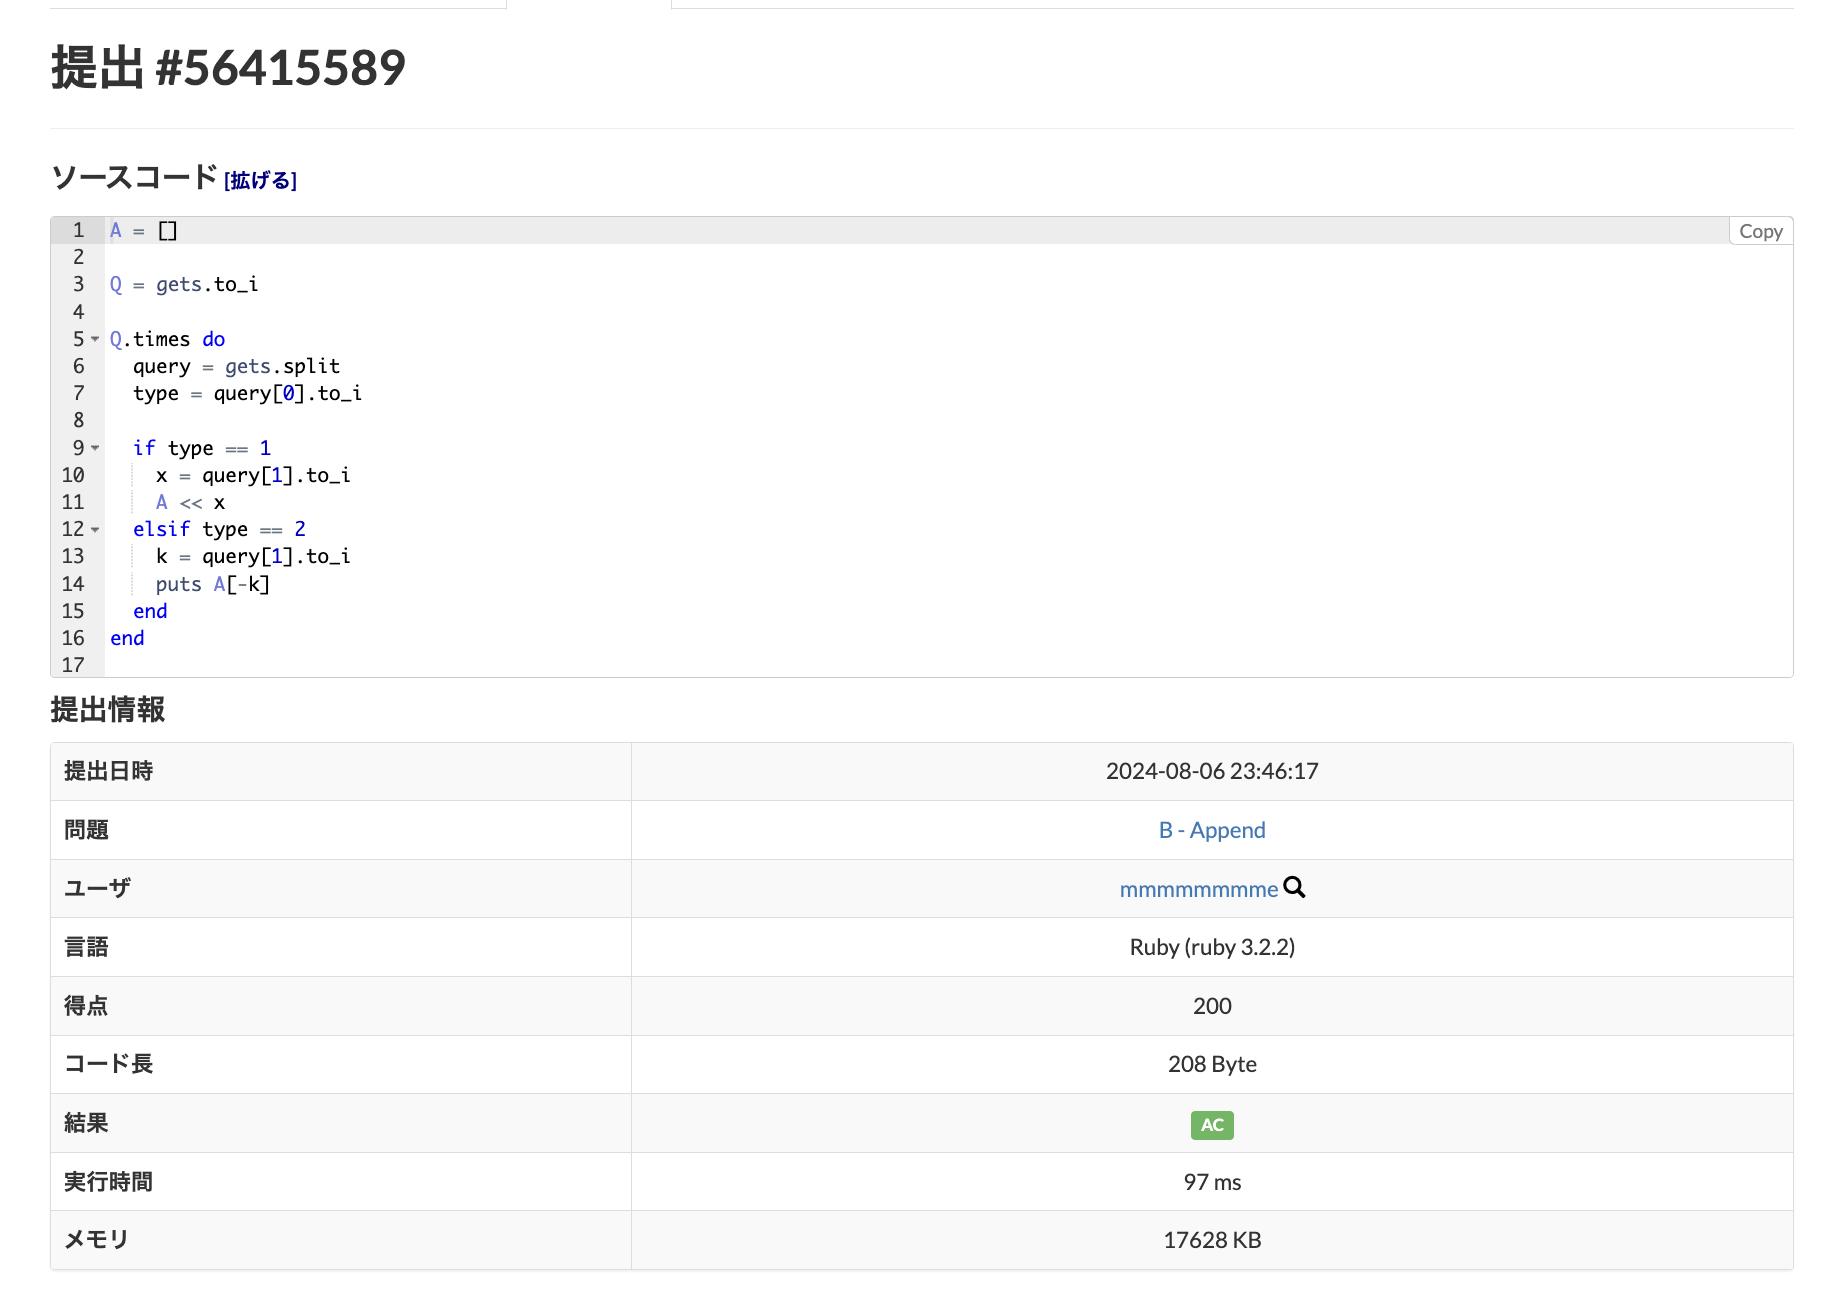 提出 #56415589
ソースコード [拡げる]
Copy
1 A = []
2
3 Q = gets.to_i
4
5 Q.times do
6   query = gets.split
7   type = query[0].to_i
8
9   if type == 1
10     x = query[1].to_i
11     A << x
12   elsif type == 2
13     k = query[1].to_i
14     puts A[-k]
15   end
16 end
17
提出情報
提出日時 2024-08-06 23:46:17
問題 B - Append
ユーザ mmmmmmmme
言語 Ruby (ruby 3.2.2)
得点 200
コード長 208 Byte
結果 AC
実行時間 97 ms
メモリ 17628 KB